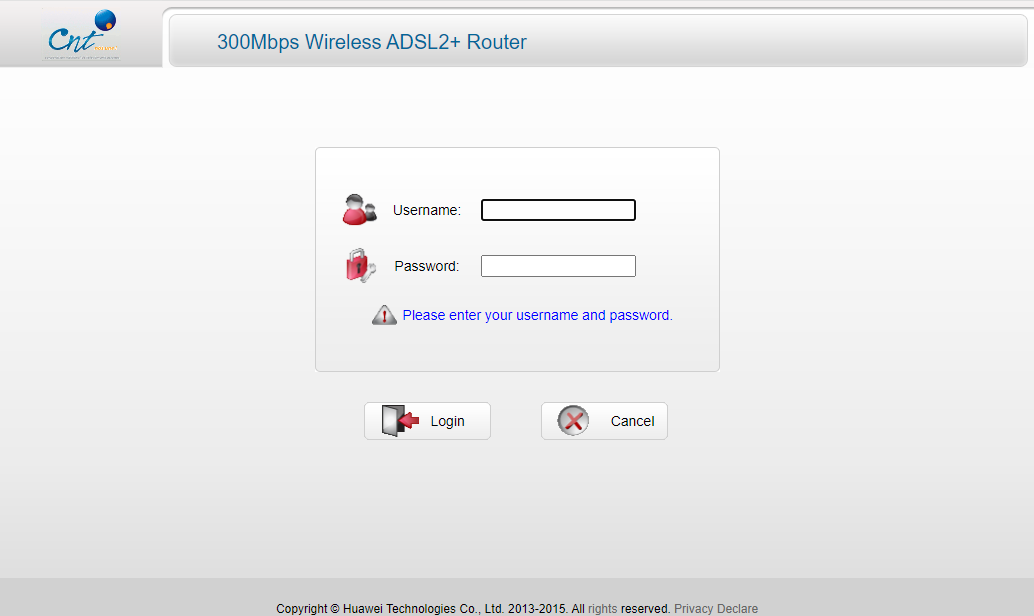 Cnt
300Mbps Wireless ADSL2+ Router
Username:
Password:
Please enter your username and password.
Login
Cancel
Copyright © Huawei Technologies Co., Ltd. 2013-2015. All rights reserved. Privacy Declare